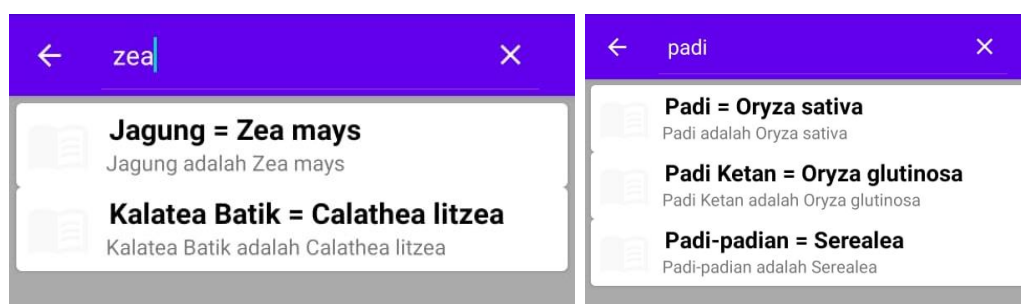 zea
Jagung = Zea mays
Jagung adalah Zea mays
Kalatea Batik = Calathea litzea
Kalatea Batik adalah Calathea litzea
padi
Padi = Oryza sativa
Padi adalah Oryza sativa
Padi Ketan = Oryza glutinosa
Padi Ketan adalah Oryza glutinosa
Padi-padian = Serealea
Padi-padian adalah Serealea